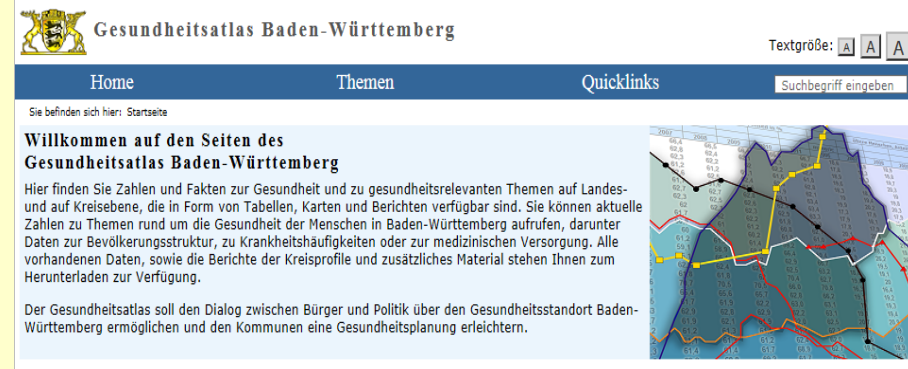 Gesundheitsatlas Baden-Württemberg
Textgröße: A A A
Home Themen Quicklinks Suchbegriff eingeben
Sie befinden sich hier: Startseite
Willkommen auf den Seiten des
Gesundheitsatlas Baden-Württemberg
Hier finden Sie Zahlen und Fakten zur Gesundheit und zu gesundheitsrelevanten Themen auf Landes-
und auf Kreisebene, die in Form von Tabellen, Karten und Berichten verfügbar sind. Sie können aktuelle
Zahlen zu Themen rund um die Gesundheit der Menschen in Baden-Württemberg aufrufen, darunter
Daten zur Bevölkerungsstruktur, zu Krankheitshäufigkeiten oder zur medizinischen Versorgung. Alle
vorhandenen Daten, sowie die Berichte der Kreisprofile und zusätzliches Material stehen Ihnen zum
Herunterladen zur Verfügung.
Der Gesundheitsatlas soll den Dialog zwischen Bürger und Politik über den Gesundheitsstandort Baden-
Württemberg ermöglichen und den Kommunen eine Gesundheitsplanung erleichtern.